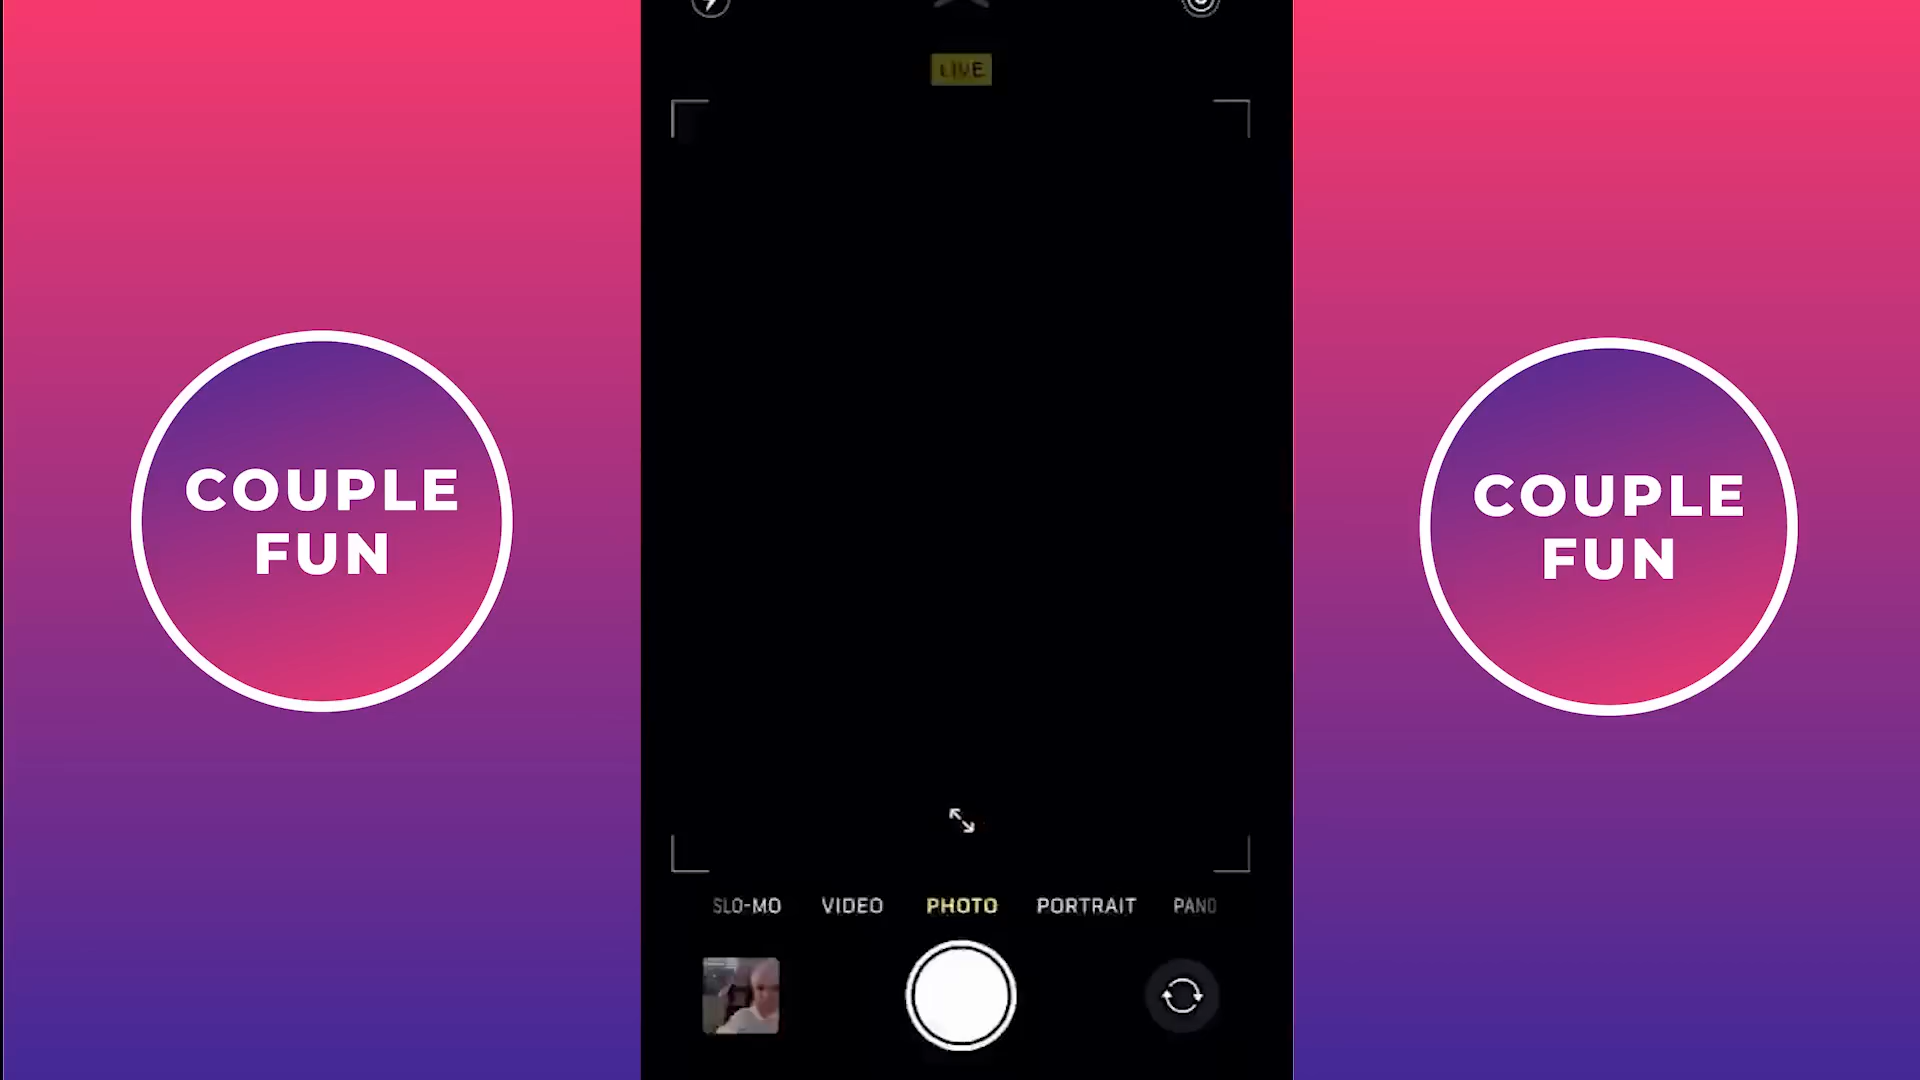 LIVE
COUPLE
FUN
COUPLE
FUN
SLO-MO VIDEO PHOTO PORTRAIT PANO